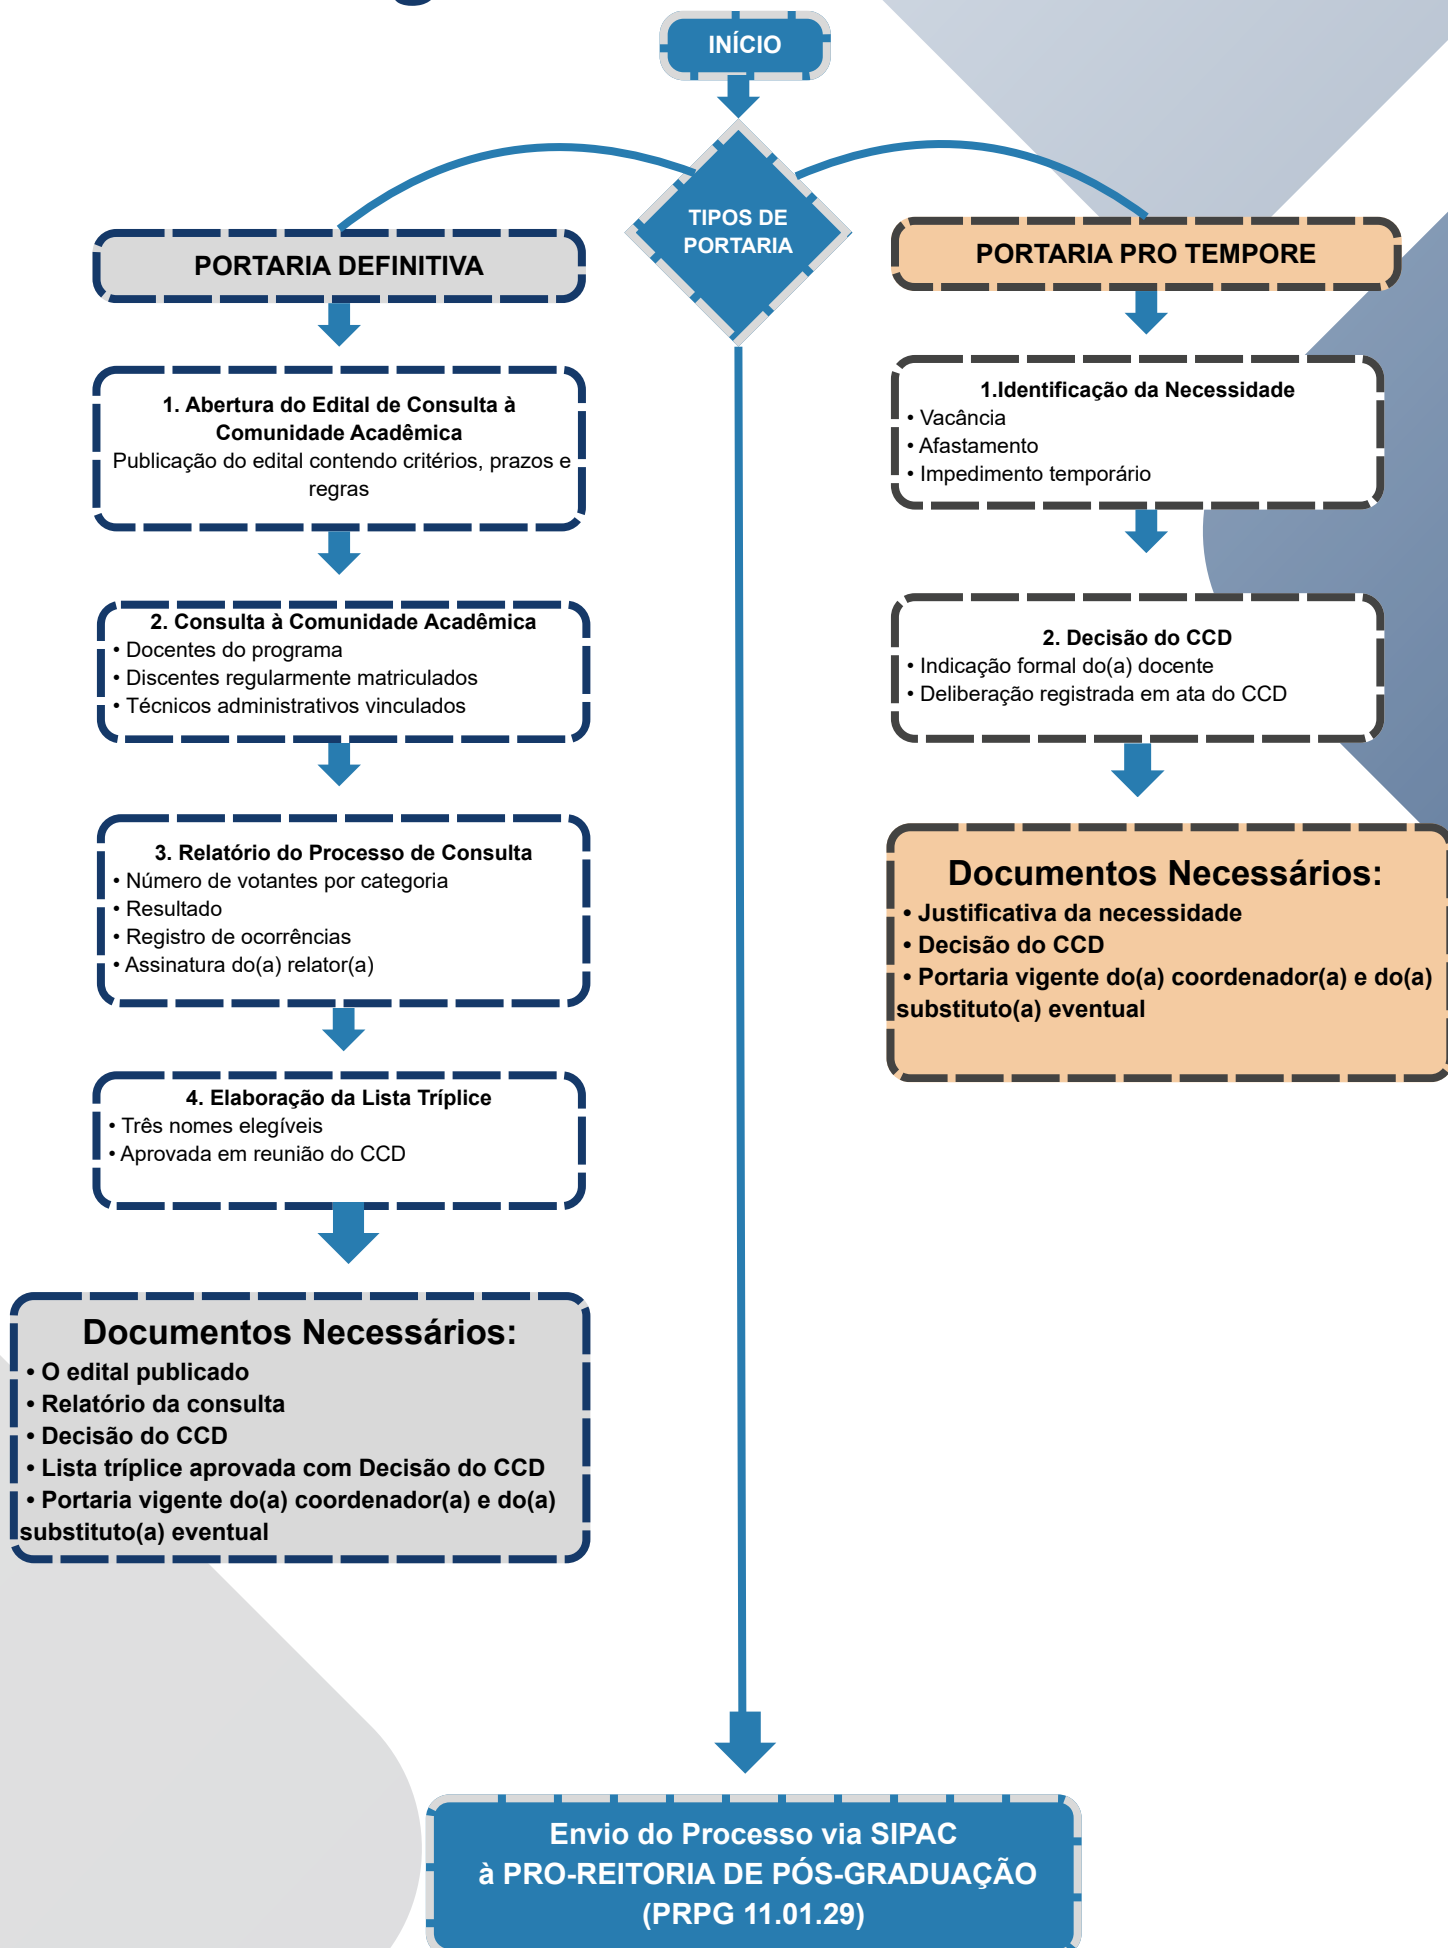 INÍCIO
TIPOS DE
PORTARIA
PORTARIA DEFINITIVA
1. Abertura do Edital de Consulta à
Comunidade Acadêmica
Publicação do edital contendo critérios, prazos e
regras
2. Consulta à Comunidade Acadêmica
• Docentes do programa
• Discentes regularmente matriculados
• Técnicos administrativos vinculados
3. Relatório do Processo de Consulta
• Número de votantes por categoria
• Resultado
• Registro de ocorrências
• Assinatura do(a) relator(a)
4. Elaboração da Lista Tríplice
• Três nomes elegíveis
• Aprovada em reunião do CCD
Documentos Necessários:
• O edital publicado
• Relatório da consulta
• Decisão do CCD
• Lista tríplice aprovada com Decisão do CCD
• Portaria vigente do(a) coordenador(a) e do(a)
substituto(a) eventual
PORTARIA PRO TEMPORE
1.Identificação da Necessidade
• Vacância
• Afastamento
• Impedimento temporário
2. Decisão do CCD
• Indicação formal do(a) docente
• Deliberação registrada em ata do CCD
Documentos Necessários:
• Justificativa da necessidade
• Decisão do CCD
• Portaria vigente do(a) coordenador(a) e do(a)
substituto(a) eventual
Envio do Processo via SIPAC
à PRO-REITORIA DE PÓS-GRADUAÇÃO
(PRPG 11.01.29)